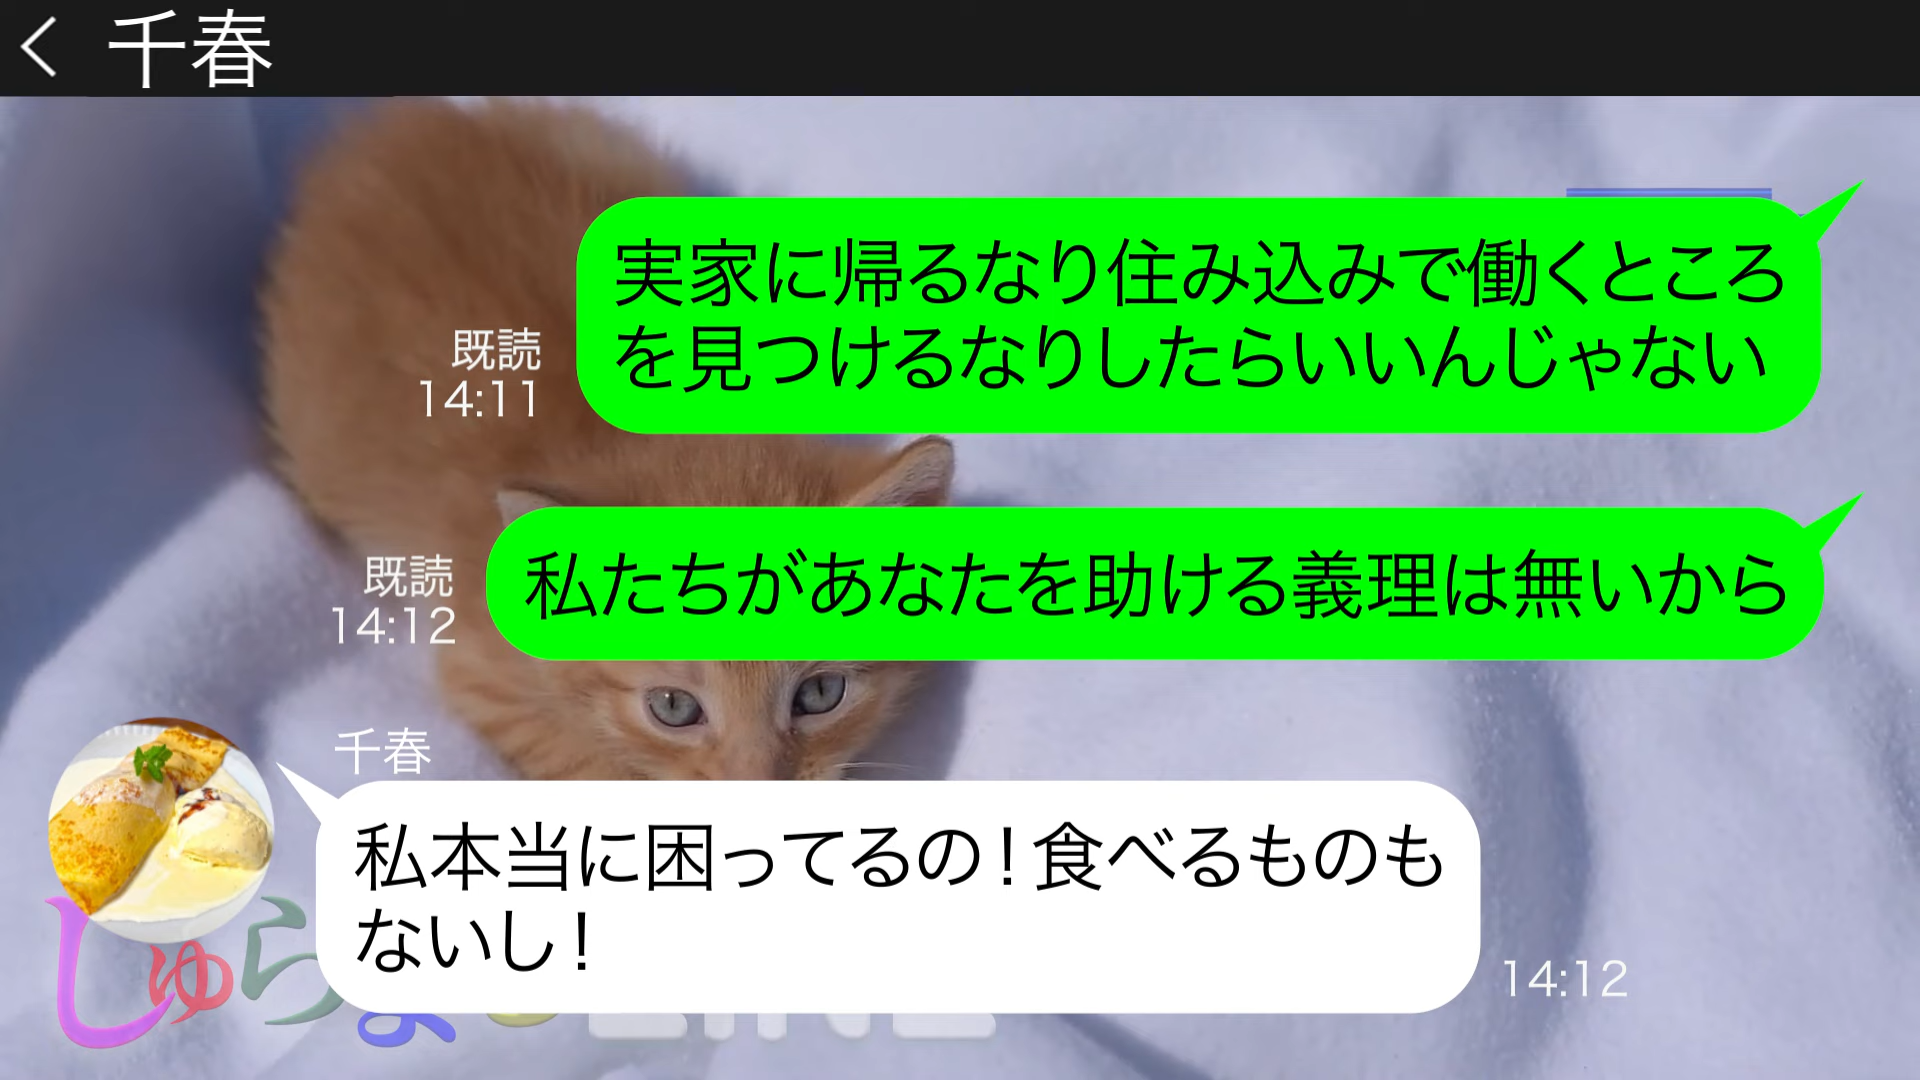 千春
実家に帰るなり住み込みで働くところ
を見つけるなりしたらいいんじゃない
既読
14:11
私たちがあなたを助ける義理は無いから
既読
14:12
千春
私本当に困ってるの！食べるものも
ないし！
14:12
しゅら